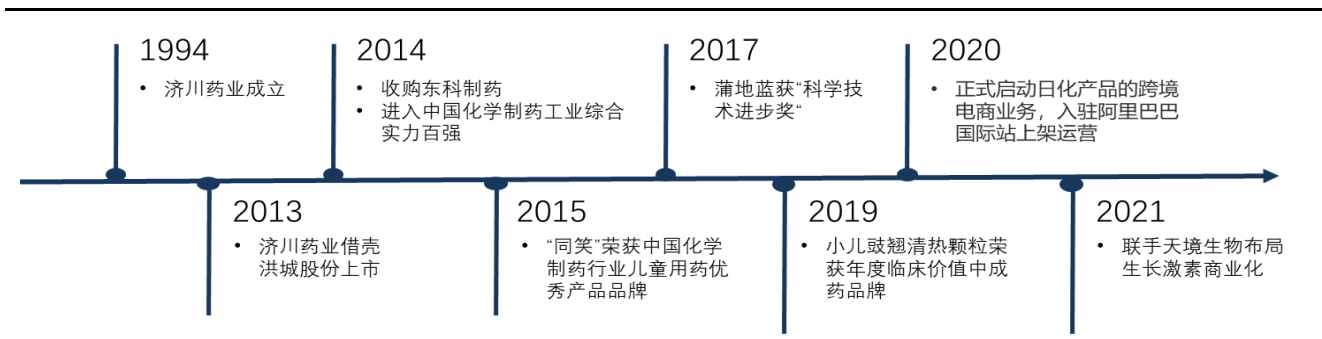 1994
• 济川药业成立
2014
• 收购东科制药
• 进入中国化学制药工业综合
实力百强
2017
• 蒲地蓝获“科学技
术进步奖“
2020
• 正式启动日化产品的跨境
电商业务，入驻阿里巴巴
国际站上架运营
2013
• 济川药业借壳
洪城股份上市
2015
• “同笑”荣获中国化学
制药行业儿童用药优
秀产品品牌
2019
• 小儿豉翘清热颗粒荣
获年度临床价值中成
药品牌
2021
• 联手天境生物布局
生长激素商业化